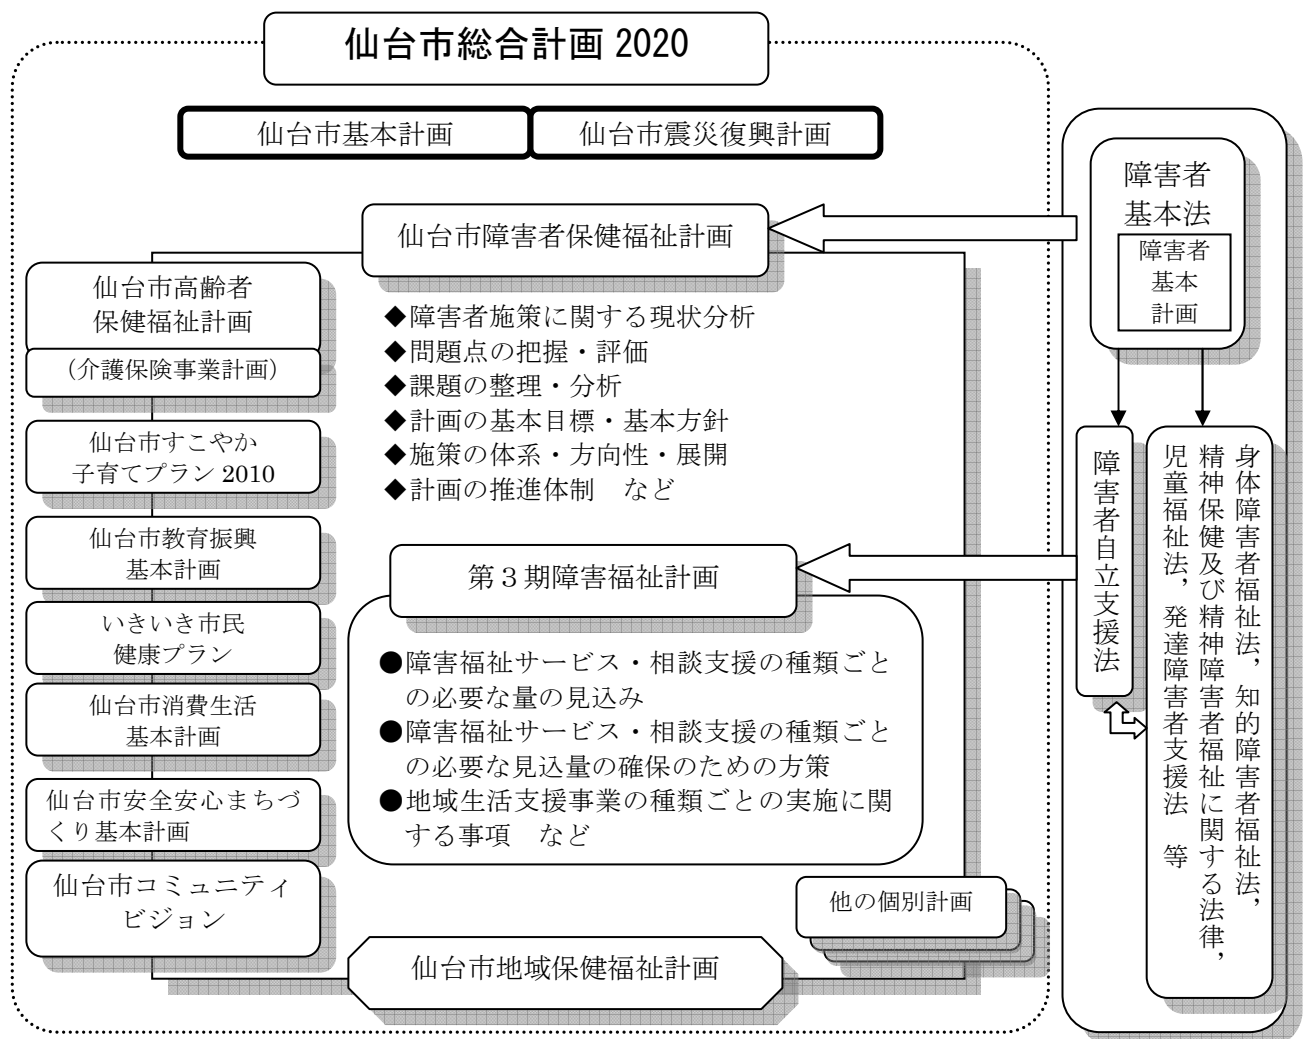 仙台市総合計画 2020
仙台市基本計画
仙台市震災復興計画
仙台市障害者保健福祉計画
◆障害者施策に関する現状分析
◆問題点の把握・評価
◆課題の整理・分析
◆計画の基本目標・基本方針
◆施策の体系・方向性・展開
◆計画の推進体制　など
第３期障害福祉計画
●障害福祉サービス・相談支援の種類ごと
の必要な量の見込み
●障害福祉サービス・相談支援の種類ごと
の必要な見込量の確保のための方策
●地域生活支援事業の種類ごとの実施に関
する事項　など
仙台市高齢者
保健福祉計画
（介護保険事業計画）
仙台市すこやか
子育てプラン 2010
仙台市教育振興
基本計画
いきいき市民
健康プラン
仙台市消費生活
基本計画
仙台市安全安心まちづ
くり基本計画
仙台市コミュニティ
ビジョン
他の個別計画
仙台市地域保健福祉計画
障害者
基本法
障害者
基本
計画
障害者自立支援法
身体障害者福祉法，知的障害者福祉法，
精神保健及び精神障害者福祉に関する法律，
児童福祉法，発達障害者支援法　等